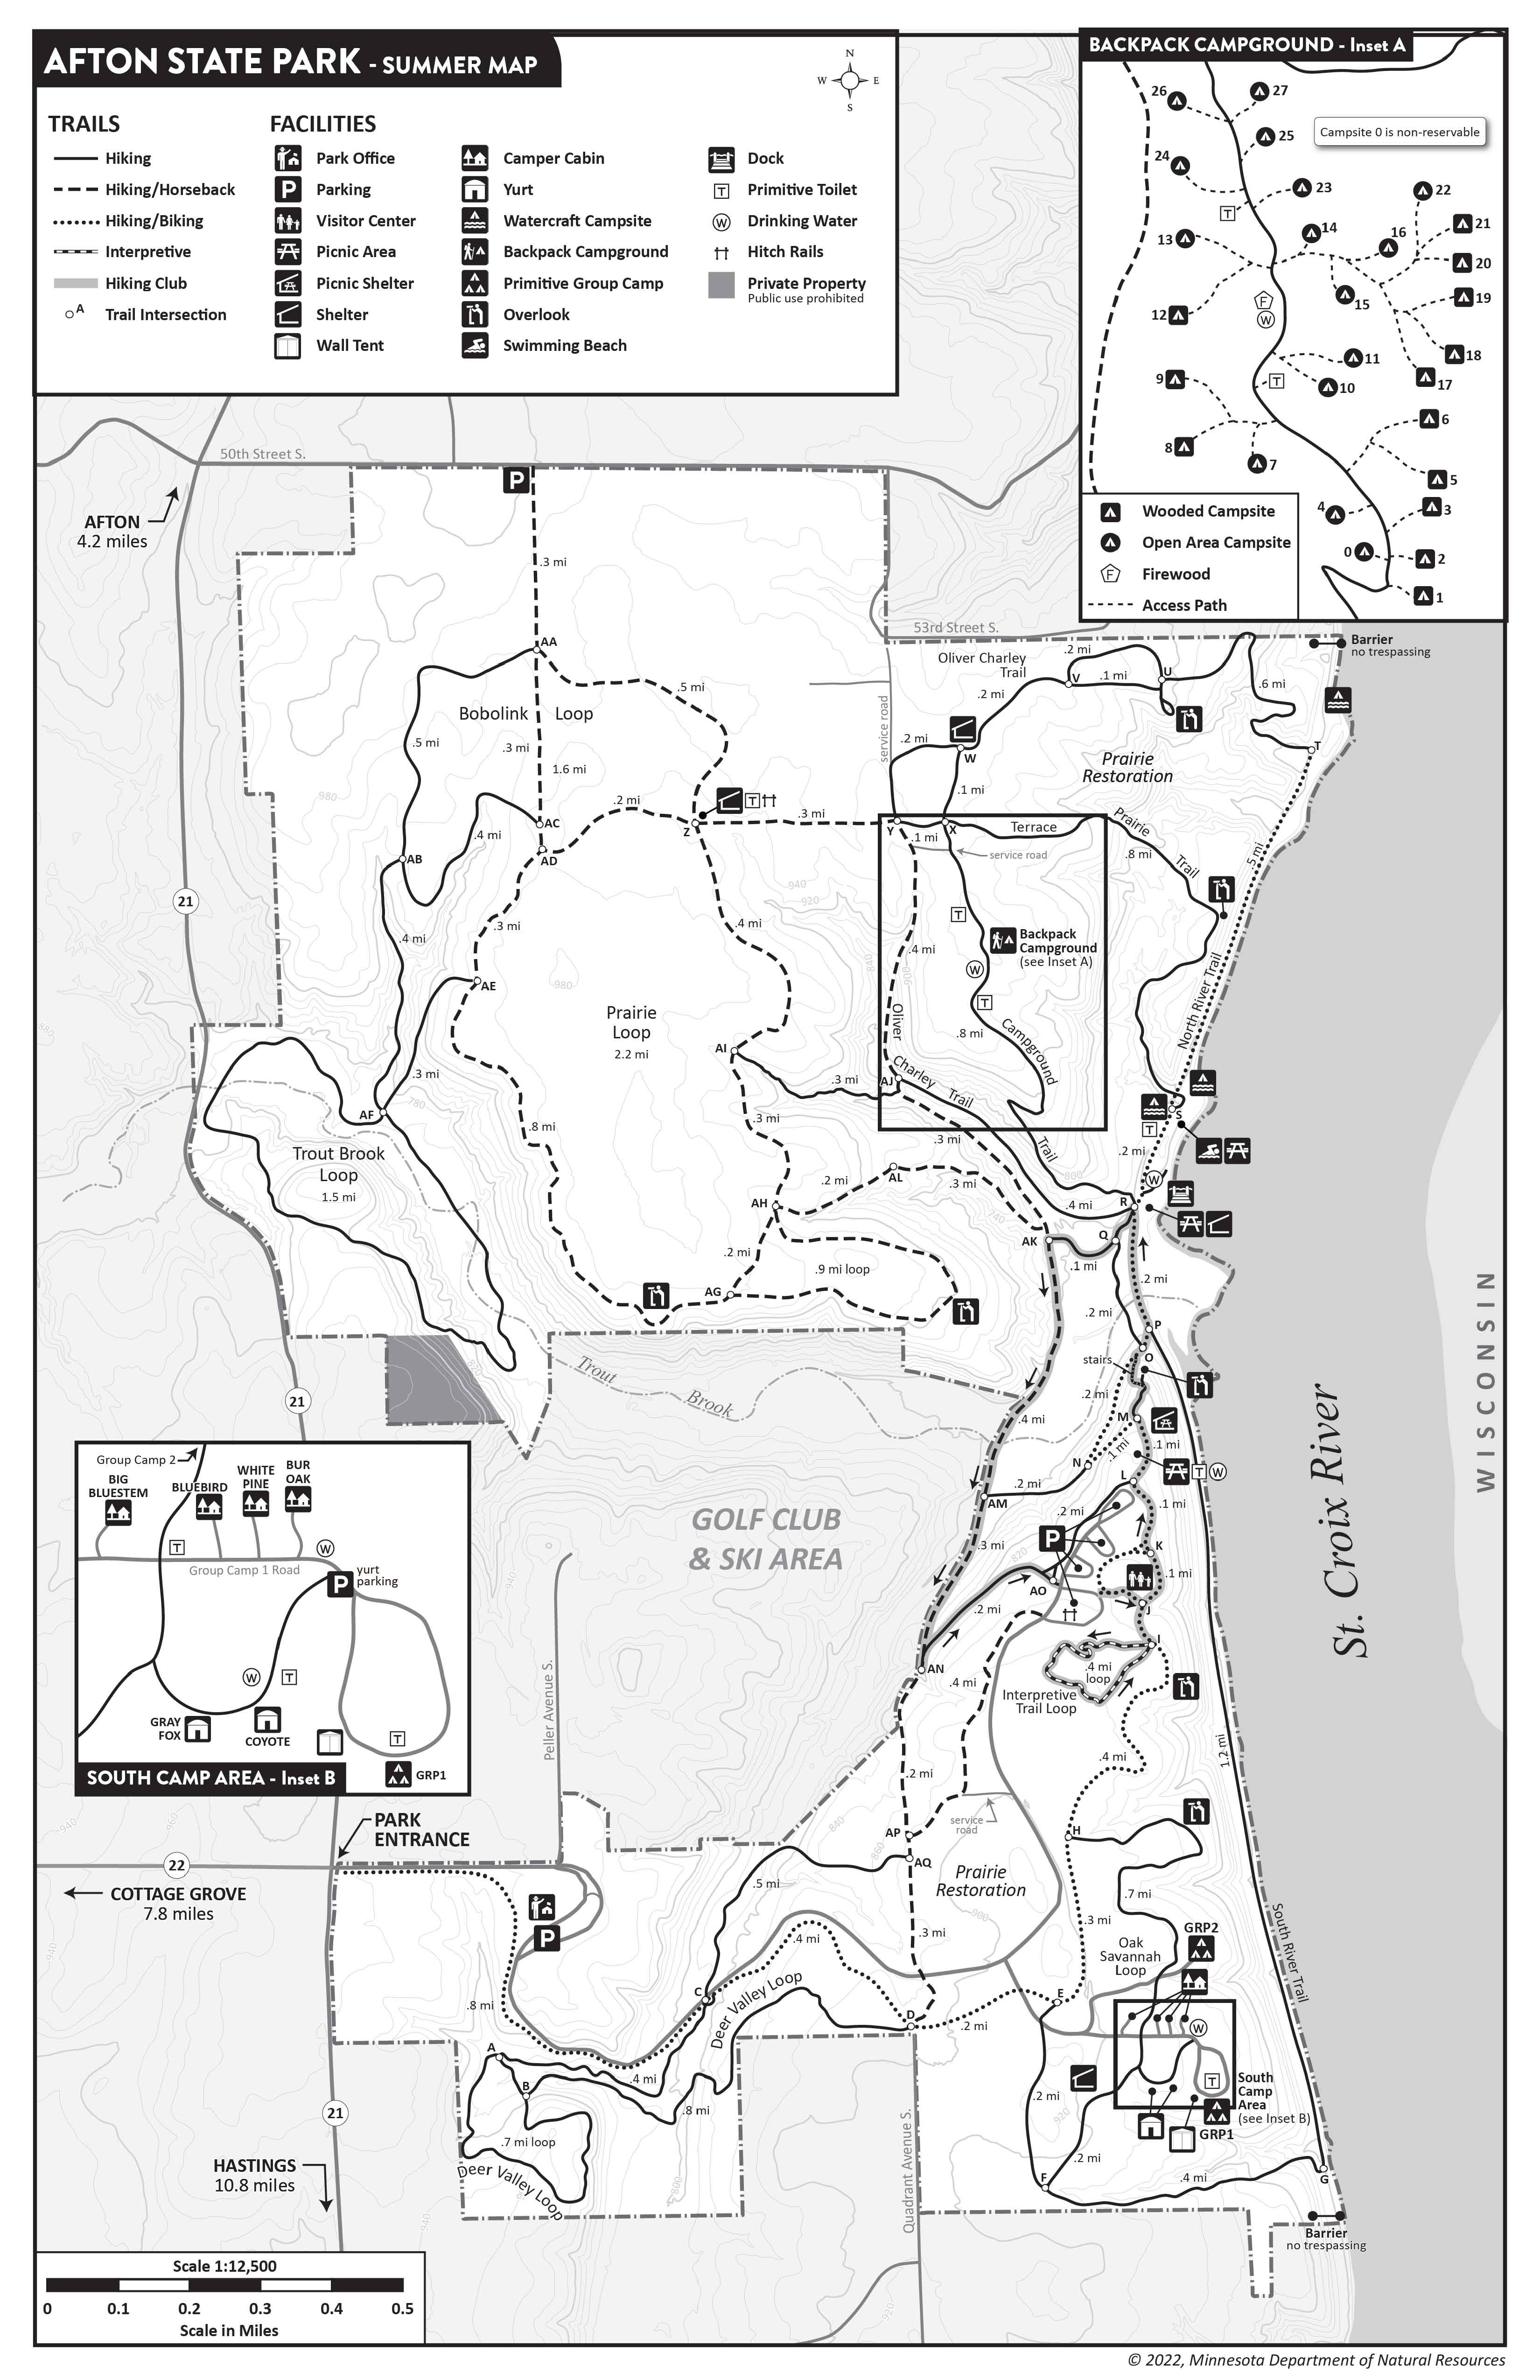 AFTON STATE PARK - SUMMER MAP
N
W
E
S
TRAILS
Hiking
Hiking/Horseback
Hiking/Biking
Interpretive
Hiking Club
A
Trail Intersection
FACILITIES
Park Office
P
Parking
Visitor Center
Picnic Area
Picnic Shelter
Shelter
Wall Tent
Camper Cabin
Yurt
Watercraft Campsite
Backpack Campground
Primitive Group Camp
Overlook
Swimming Beach
Dock
T
Primitive Toilet
W
Drinking Water
Hitch Rails
Private Property
Public use prohibited
BACKPACK CAMPGROUND - Inset A
26
27
25
Campsite 0 is non-reservable
24
23
22
T
14
21
13
16
20
15
19
F
W
12
18
11
9
T
10
17
6
8
7
5
4
3
0
2
1
Wooded Campsite
Open Area Campsite
F
Firewood
Access Path
50th Street S.
P
AFTON
4.2 miles
.3 mi
53rd Street S.
Barrier
no trespassing
AA
Oliver Charley
Trail
.2 mi
V
.1 mi
U
.6 mi
.2 mi
.5 mi
Bobolink
Loop
service road
.5 mi
.3 mi
.2 mi
W
T
1.6 mi
Prairie
Restoration
980
.1 mi
.2 mi
T
Z
.3 mi
Y
X
.1 mi
Terrace
Prairie
Trail
.8 mi
AC
.4 mi
AD
AB
service road
.5 mi
21
940
920
.3 mi
.4 mi
.4 mi
T
Backpack
Campground
(see Inset A)
.4 mi
W
AE
980
840
900
T
North River Trail
Prairie
Loop
2.2 mi
Oliver
Charley
Trail
.8 mi
Campground
Trail
AI
.3 mi
.3 mi
AJ
AF
780
.3 mi
.8 mi
S
T
.3 mi
.2 mi
Trout Brook
Loop
1.5 mi
800
W
AL
.2 mi
.3 mi
AH
.4 mi
R
740
AK
Q
.1 mi
.2 mi
.2 mi
.9 mi loop
AG
.2 mi
P
stairs
O
Trout
Brook
.2 mi
21
.4 mi
M
.1 mi
.1 mi
N
T
W
L
.2 mi
AM
.2 mi
.1 mi
GOLF CLUB
& SKI AREA
P
.3 mi
820
K
.1 mi
AO
J
.2 mi
I
.4 mi
loop
AN
.4 mi
Interpretive
Trail Loop
WISCONSIN
St. Croix River
Group Camp 2
BIG
BLUESTEM
BLUEBIRD
WHITE
PINE
BUR
OAK
T
W
Group Camp 1 Road
P
yurt
parking
W
T
GRAY
FOX
COYOTE
T
GRP1
SOUTH CAMP AREA - Inset B
Peller Avenue S.
940
1.2 mi
.4 mi
.2 mi
service
road
PARK
ENTRANCE
940
860
840
860
AP
H
22
AQ
COTTAGE GROVE
7.8 miles
Prairie
Restoration
.5 mi
.7 mi
900
P
.3 mi
.3 mi
.4 mi
Oak
Savannah
Loop
GRP2
South River Trail
940
C
Deer Valley Loop
.8 mi
E
D
.2 mi
W
A
.4 mi
B
T
South
Camp
Area
(see Inset B)
.8 mi
.2 mi
920
GRP1
21
.7 mi loop
Deer Valley Loop
.2 mi
HASTINGS
10.8 miles
800
F
.4 mi
G
Quadrant Avenue S.
940
Barrier
no trespassing
Scale 1:12,500
0
0.1
0.2
0.3
0.4
0.5
Scale in Miles
920
© 2022, Minnesota Department of Natural Resources